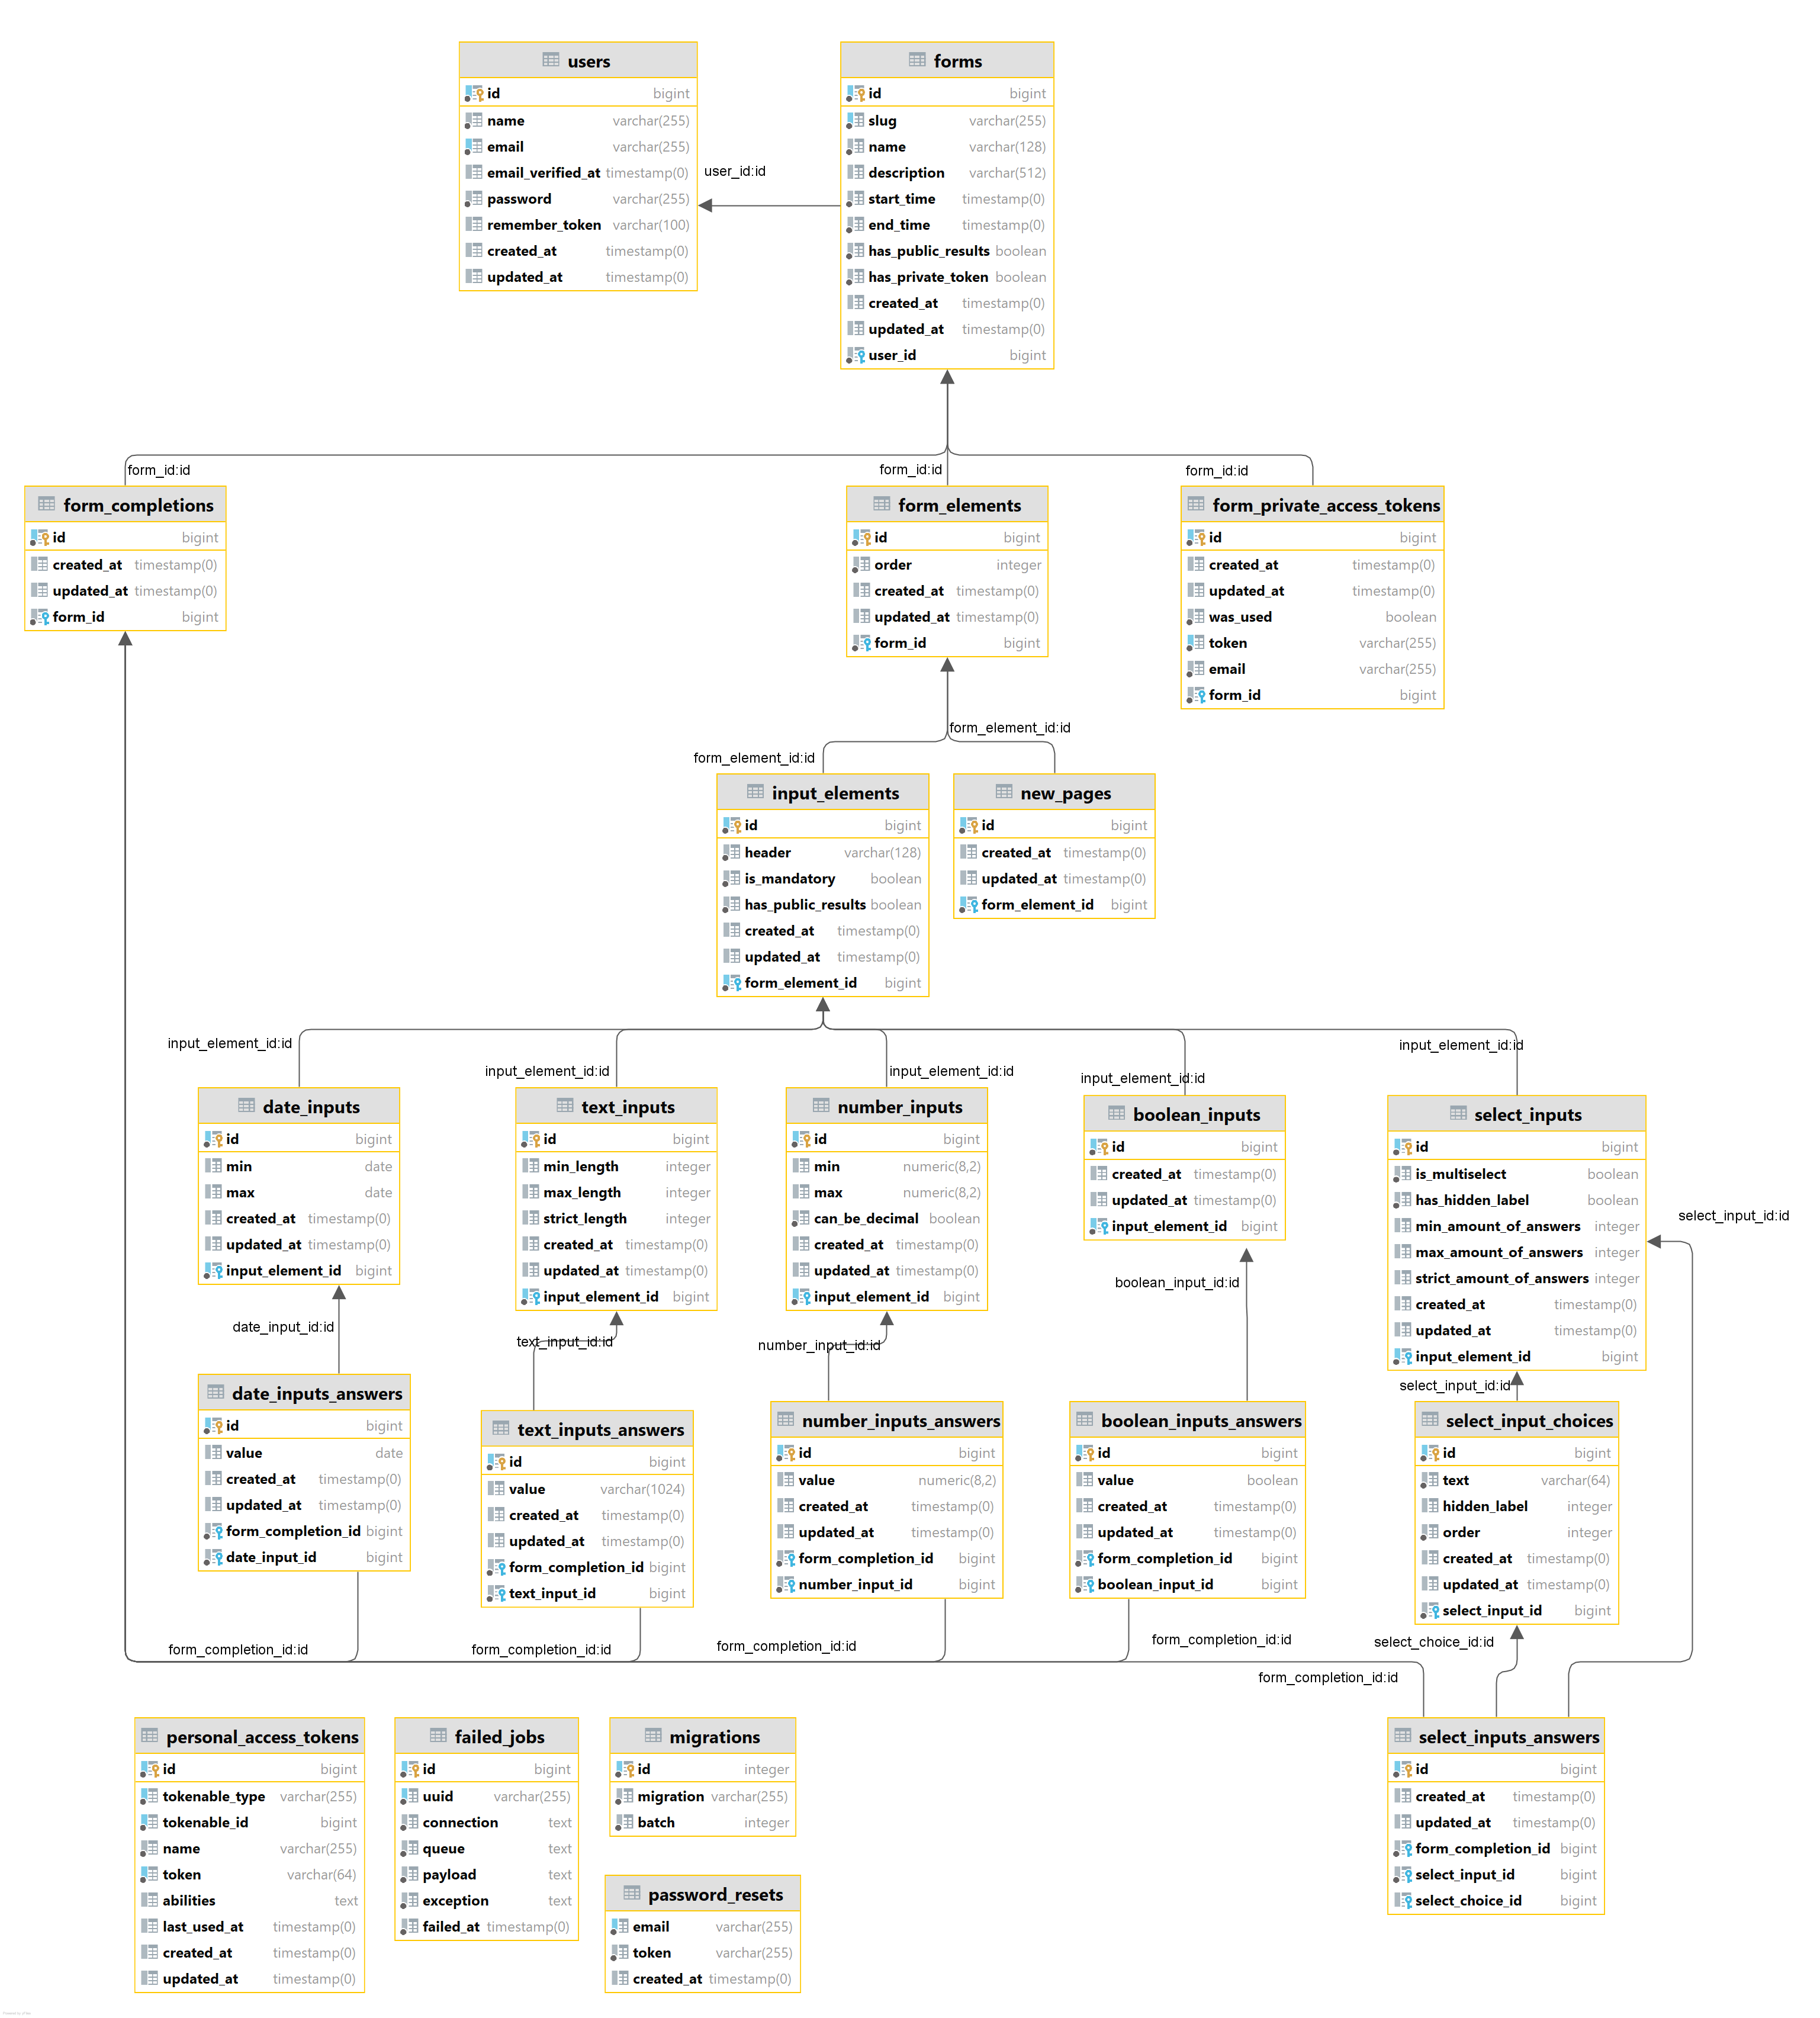 users
id bigint
name varchar(255)
email varchar(255)
email_verified_at timestamp(0)
password varchar(255)
remember_token varchar(100)
created_at timestamp(0)
updated_at timestamp(0)
user_id:id
forms
id bigint
slug varchar(255)
name varchar(128)
description varchar(512)
start_time timestamp(0)
end_time timestamp(0)
has_public_results boolean
has_private_token boolean
created_at timestamp(0)
updated_at timestamp(0)
user_id bigint
form_id:id
form_id:id
form_id:id
form_completions
id bigint
created_at timestamp(0)
updated_at timestamp(0)
form_id bigint
form_elements
id bigint
order integer
created_at timestamp(0)
updated_at timestamp(0)
form_id bigint
form_private_access_tokens
id bigint
created_at timestamp(0)
updated_at timestamp(0)
was_used boolean
token varchar(255)
email varchar(255)
form_id bigint
form_element_id:id
form_element_id:id
input_elements
id bigint
header varchar(128)
is_mandatory boolean
has_public_results boolean
created_at timestamp(0)
updated_at timestamp(0)
form_element_id bigint
new_pages
id bigint
created_at timestamp(0)
updated_at timestamp(0)
form_element_id bigint
input_element_id:id
input_element_id:id
input_element_id:id
input_element_id:id
input_element_id:id
date_inputs
id bigint
min date
max date
created_at timestamp(0)
updated_at timestamp(0)
input_element_id bigint
text_inputs
id bigint
min_length integer
max_length integer
strict_length integer
created_at timestamp(0)
updated_at timestamp(0)
input_element_id bigint
number_inputs
id bigint
min numeric(8,2)
max numeric(8,2)
can_be_decimal boolean
created_at timestamp(0)
updated_at timestamp(0)
input_element_id bigint
boolean_inputs
id bigint
created_at timestamp(0)
updated_at timestamp(0)
input_element_id bigint
select_inputs
id bigint
is_multiselect boolean
has_hidden_label boolean
min_amount_of_answers integer
max_amount_of_answers integer
strict_amount_of_answers integer
created_at timestamp(0)
updated_at timestamp(0)
input_element_id bigint
select_input_id:id
date_input_id:id
text_input_id:id
number_input_id:id
boolean_input_id:id
select_input_id:id
date_inputs_answers
id bigint
value date
created_at timestamp(0)
updated_at timestamp(0)
form_completion_id bigint
date_input_id bigint
text_inputs_answers
id bigint
value varchar(1024)
created_at timestamp(0)
updated_at timestamp(0)
form_completion_id bigint
text_input_id bigint
number_inputs_answers
id bigint
value numeric(8,2)
created_at timestamp(0)
updated_at timestamp(0)
form_completion_id bigint
number_input_id bigint
boolean_inputs_answers
id bigint
value boolean
created_at timestamp(0)
updated_at timestamp(0)
form_completion_id bigint
boolean_input_id bigint
select_input_choices
id bigint
text varchar(64)
hidden_label integer
order integer
created_at timestamp(0)
updated_at timestamp(0)
select_input_id bigint
form_completion_id:id
form_completion_id:id
form_completion_id:id
form_completion_id:id
select_choice_id:id
form_completion_id:id
personal_access_tokens
id bigint
tokenable_type varchar(255)
tokenable_id bigint
name varchar(255)
token varchar(64)
abilities text
last_used_at timestamp(0)
created_at timestamp(0)
updated_at timestamp(0)
failed_jobs
id bigint
uuid varchar(255)
connection text
queue text
payload text
exception text
failed_at timestamp(0)
migrations
id integer
migration varchar(255)
batch integer
password_resets
email varchar(255)
token varchar(255)
created_at timestamp(0)
select_inputs_answers
id bigint
created_at timestamp(0)
updated_at timestamp(0)
form_completion_id bigint
select_input_id bigint
select_choice_id bigint